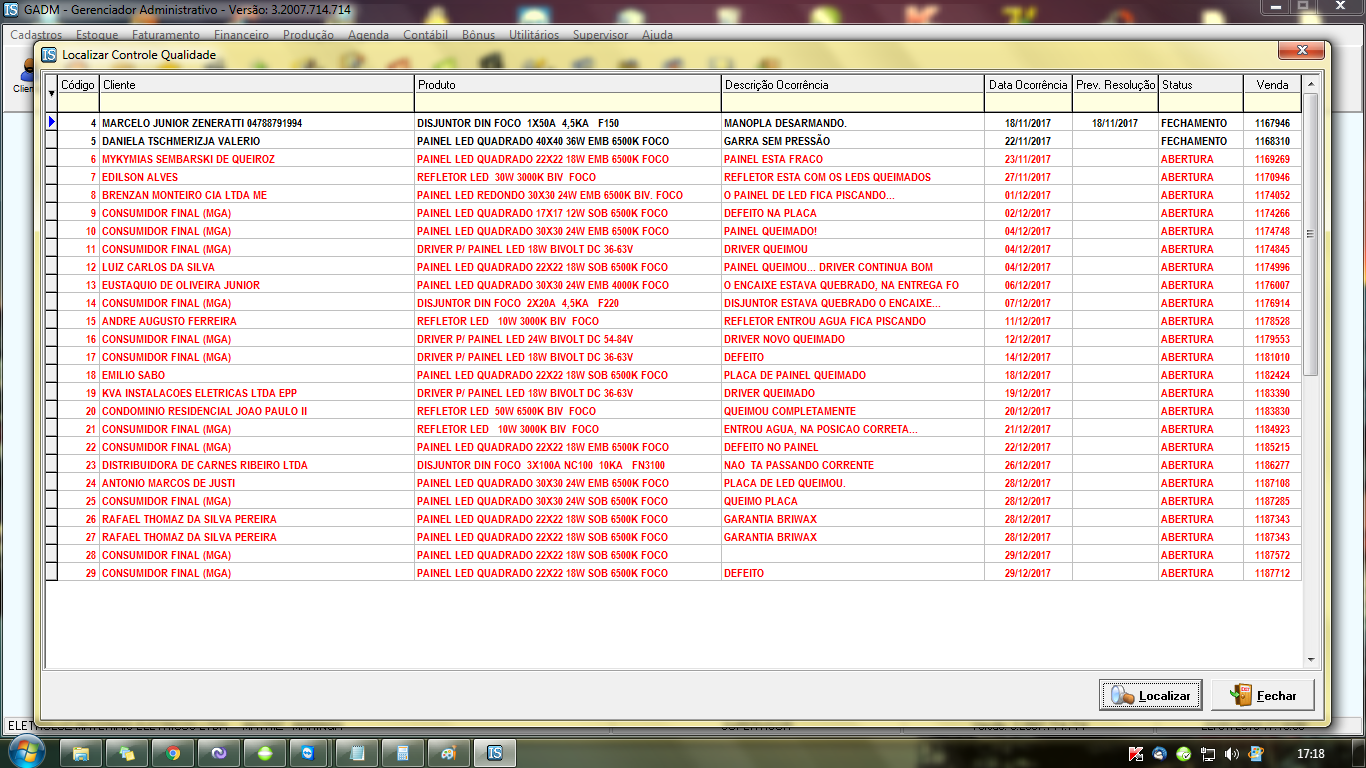 GADM - Gerenciador Administrativo - Versão: 3.2007.714.714
Cadastros Estoque Faturamento Financeiro Produção Agenda Contábil Bônus Utilitários Supervisor Ajuda
Localizar Controle Qualidade
Código Cliente Produto Descrição Ocorrência Data Ocorrência Prev. Resolução Status Venda
4 MARCELO JUNIOR ZENERATTI 04788791994 DISJUNTOR DIN FOCO 1X50A 4,5KA F150 MANOPLA DESARMANDO. 18/11/2017 18/11/2017 FECHAMENTO 1167946
5 DANIELA TSCHMERIZJA VALERIO PAINEL LED QUADRADO 40X40 36W EMB 6500K FOCO GARRA SEM PRESSÃO 22/11/2017 FECHAMENTO 1168310
6 MYKYMIAS SEMBARSKI DE QUEIROZ PAINEL LED QUADRADO 22X22 18W EMB 6500K FOCO PAINEL ESTA FRACO 23/11/2017 ABERTURA 1169269
7 EDILSON ALVES REFLETOR LED 30W 3000K BIV FOCO REFLETOR ESTA COM OS LEDS QUEIMADOS 27/11/2017 ABERTURA 1170946
8 BRENZAN MONTEIRO CIA LTDA ME PAINEL LED REDONDO 30X30 24W EMB 6500K BIV. FOCO O PAINEL DE LED FICA PISCANDO... 01/12/2017 ABERTURA 1174052
9 CONSUMIDOR FINAL (MGA) PAINEL LED QUADRADO 17X17 12W SOB 6500K FOCO DEFEITO NA PLACA 02/12/2017 ABERTURA 1174266
10 CONSUMIDOR FINAL (MGA) PAINEL LED QUADRADO 30X30 24W EMB 6500K FOCO PAINEL QUEIMADO! 04/12/2017 ABERTURA 1174748
11 CONSUMIDOR FINAL (MGA) DRIVER P/ PAINEL LED 18W BIVOLT DC 36-63V DRIVER QUEIMOU 04/12/2017 ABERTURA 1174845
12 LUIZ CARLOS DA SILVA PAINEL LED QUADRADO 22X22 18W SOB 6500K FOCO PAINEL QUEIMOU... DRIVER CONTINUA BOM 04/12/2017 ABERTURA 1174996
13 EUSTAQUIO DE OLIVEIRA JUNIOR PAINEL LED QUADRADO 30X30 24W EMB 4000K FOCO O ENCAIXE ESTAVA QUEBRADO, NA ENTREGA FO 06/12/2017 ABERTURA 1176007
14 CONSUMIDOR FINAL (MGA) DISJUNTOR DIN FOCO 2X20A 4,5KA F220 DISJUNTOR ESTAVA QUEBRADO O ENCAIXE... 07/12/2017 ABERTURA 1176914
15 ANDRE AUGUSTO FERREIRA REFLETOR LED 10W 3000K BIV FOCO REFLETOR ENTROU AGUA FICA PISCANDO 11/12/2017 ABERTURA 1178528
16 CONSUMIDOR FINAL (MGA) DRIVER P/ PAINEL LED 24W BIVOLT DC 54-84V DRIVER NOVO QUEIMADO 12/12/2017 ABERTURA 1179553
17 CONSUMIDOR FINAL (MGA) DRIVER P/ PAINEL LED 18W BIVOLT DC 36-63V DEFEITO 14/12/2017 ABERTURA 1181010
18 EMILIO SABO PAINEL LED QUADRADO 22X22 18W SOB 6500K FOCO PLACA DE PAINEL QUEIMADO 18/12/2017 ABERTURA 1182424
19 KVA INSTALACOES ELETRICAS LTDA EPP DRIVER P/ PAINEL LED 18W BIVOLT DC 36-63V DRIVER QUEIMADO 19/12/2017 ABERTURA 1183390
20 CONDOMINIO RESIDENCIAL JOAO PAULO II REFLETOR LED 50W 6500K BIV FOCO QUEIMOU COMPLETAMENTE 20/12/2017 ABERTURA 1183830
21 CONSUMIDOR FINAL (MGA) REFLETOR LED 10W 3000K BIV FOCO ENTROU AGUA, NA POSICAO CORRETA... 21/12/2017 ABERTURA 1184923
22 CONSUMIDOR FINAL (MGA) PAINEL LED QUADRADO 22X22 18W EMB 6500K FOCO DEFEITO NO PAINEL 22/12/2017 ABERTURA 1185215
23 DISTRIBUIDORA DE CARNES RIBEIRO LTDA DISJUNTOR DIN FOCO 3X100A NC100 10KA FN3100 NAO TA PASSANDO CORRENTE 26/12/2017 ABERTURA 1186277
24 ANTONIO MARCOS DE JUSTI PAINEL LED QUADRADO 30X30 24W EMB 6500K FOCO PLACA DE LED QUEIMOU. 28/12/2017 ABERTURA 1187108
25 CONSUMIDOR FINAL (MGA) PAINEL LED QUADRADO 30X30 24W SOB 6500K FOCO QUEIMO PLACA 28/12/2017 ABERTURA 1187285
26 RAFAEL THOMAZ DA SILVA PEREIRA PAINEL LED QUADRADO 22X22 18W SOB 6500K FOCO GARANTIA BRIWAX 28/12/2017 ABERTURA 1187343
27 RAFAEL THOMAZ DA SILVA PEREIRA PAINEL LED QUADRADO 22X22 18W SOB 6500K FOCO GARANTIA BRIWAX 28/12/2017 ABERTURA 1187343
28 CONSUMIDOR FINAL (MGA) PAINEL LED QUADRADO 22X22 18W SOB 6500K FOCO 29/12/2017 ABERTURA 1187572
29 CONSUMIDOR FINAL (MGA) PAINEL LED QUADRADO 22X22 18W SOB 6500K FOCO DEFEITO 29/12/2017 ABERTURA 1187712
Localizar Fechar
17:18